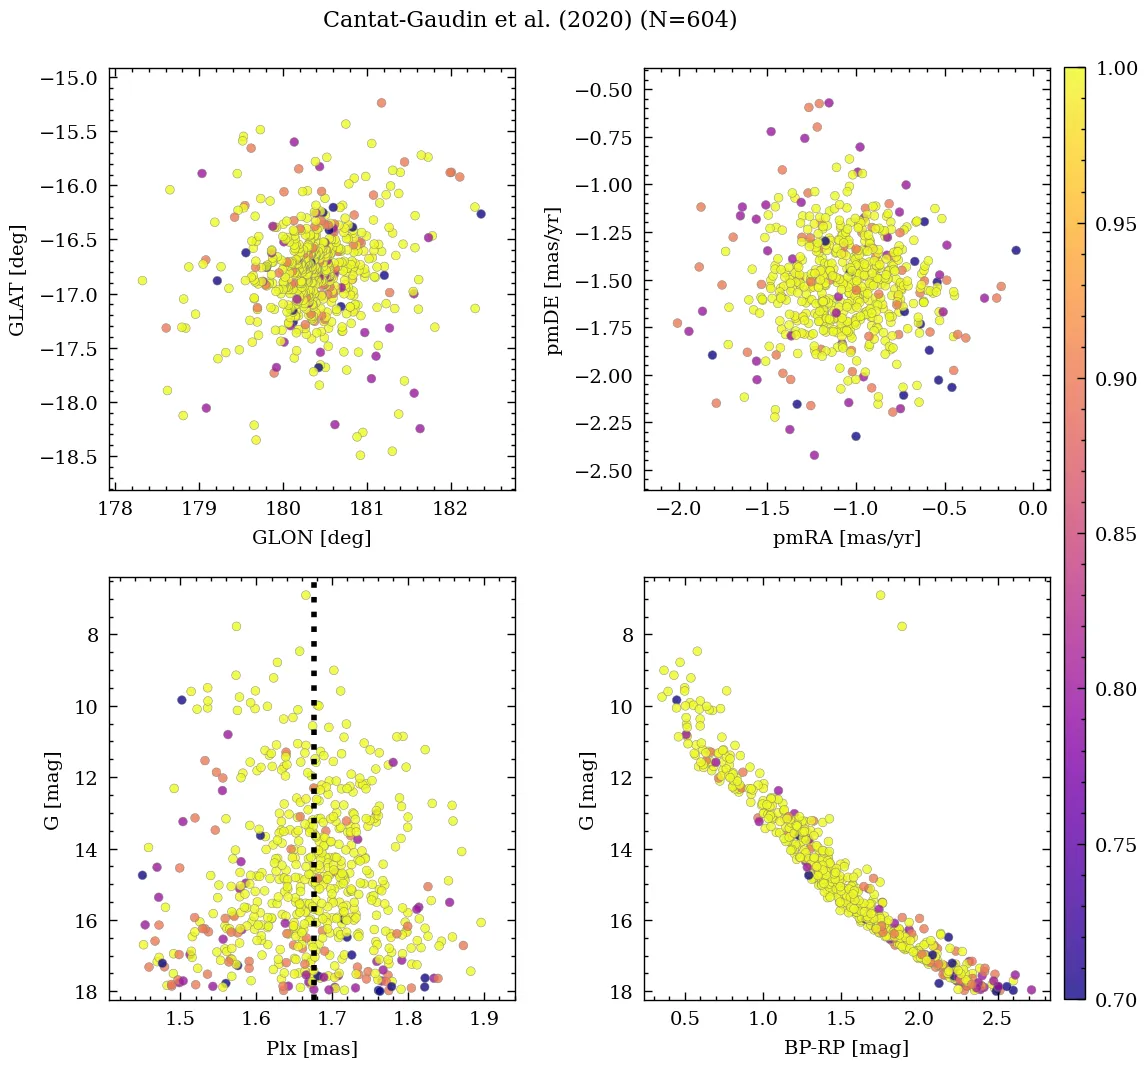 Cantat-Gaudin et al. (2020) (N=604)
−15.0
−15.5
−16.0
−16.5
−17.0
−17.5
−18.0
−18.5
GLAT [deg]
178 179 180 181 182
GLON [deg]
−0.50
−0.75
−1.00
−1.25
−1.50
−1.75
−2.00
−2.25
−2.50
pmDE [mas/yr]
−2.0 −1.5 −1.0 −0.5 0.0
pmRA [mas/yr]
8
10
12
14
16
18
G [mag]
1.5 1.6 1.7 1.8 1.9
Plx [mas]
8
10
12
14
16
18
G [mag]
0.5 1.0 1.5 2.0 2.5
BP-RP [mag]
1.00
0.95
0.90
0.85
0.80
0.75
0.70